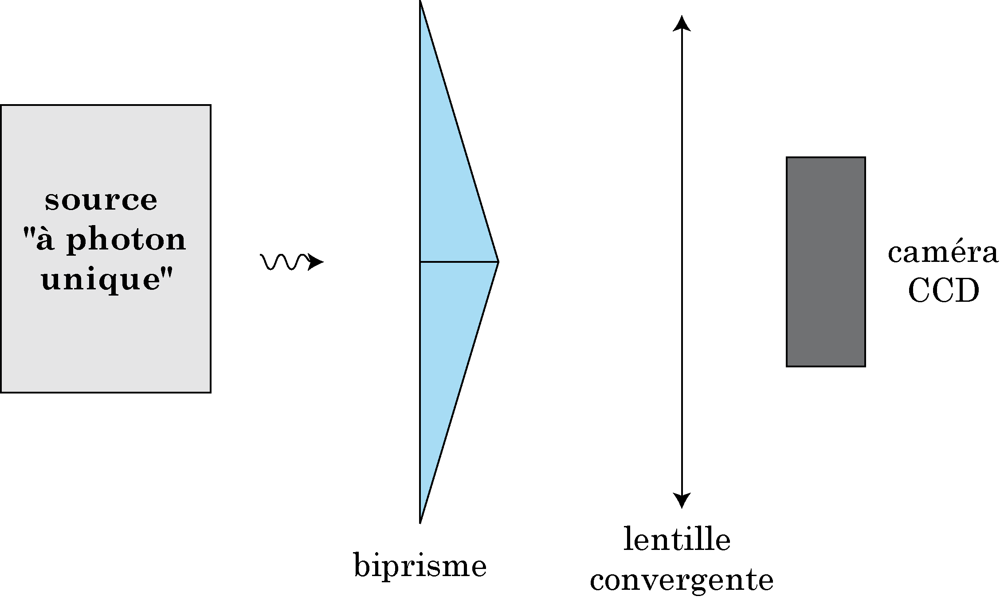 source
"à photon
unique"
biprisme
lentille
convergente
caméra
CCD